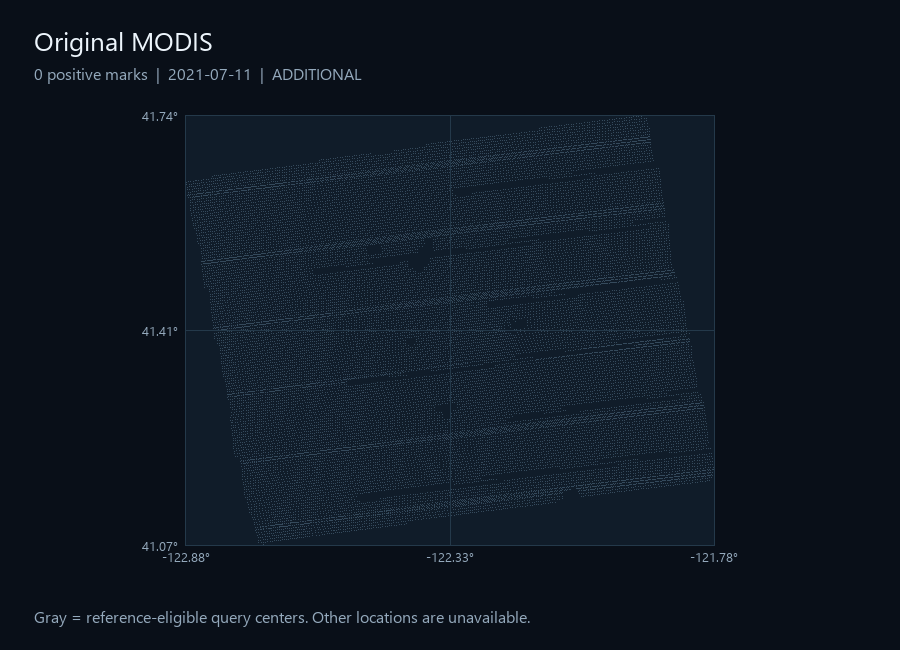 Original MODIS
0 positive marks | 2021-07-11 | ADDITIONAL
41.74°
41.41°
41.07°
-122.88°
-122.33°
-121.78°
Gray = reference-eligible query centers. Other locations are unavailable.